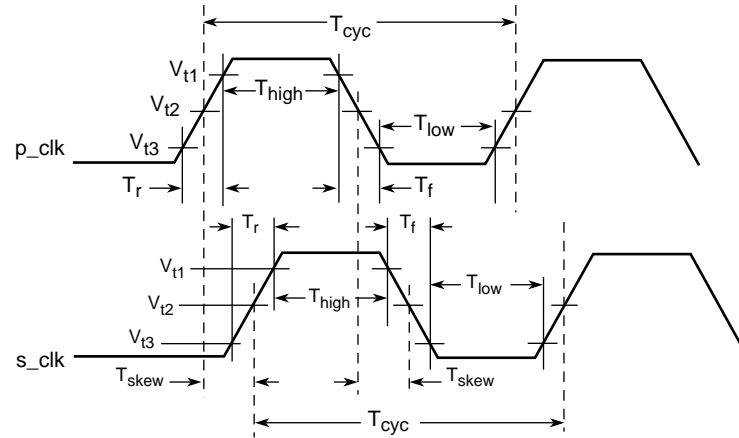 T_cyc
V_t1
T_high
V_t2
T_low
V_t3
p_clk
T_r
T_f
T_r
T_f
V_t1
T_low
T_high
V_t2
V_t3
s_clk
T_skew
T_skew
T_cyc